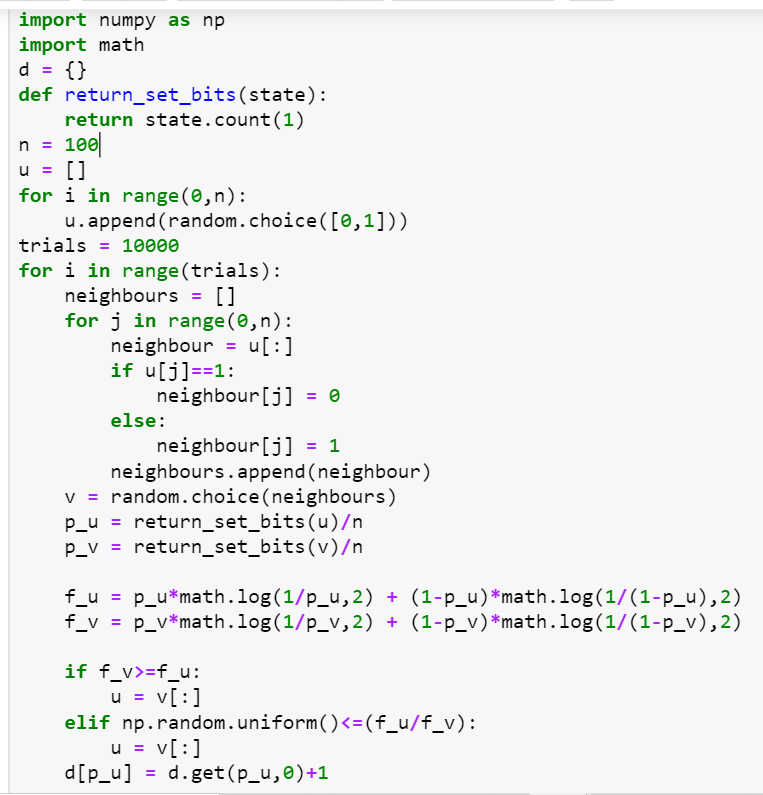 import numpy as np
import math
d = {}
def return_set_bits(state):
    return state.count(1)
n = 100
u = []
for i in range(0,n):
    u.append(random.choice([0,1]))
trials = 10000
for i in range(trials):
    neighbours = []
    for j in range(0,n):
        neighbour = u[:]
        if u[j]==1:
            neighbour[j] = 0
        else:
            neighbour[j] = 1
        neighbours.append(neighbour)
    v = random.choice(neighbours)
    p_u = return_set_bits(u)/n
    p_v = return_set_bits(v)/n

    f_u = p_u*math.log(1/p_u,2) + (1-p_u)*math.log(1/(1-p_u),2)
    f_v = p_v*math.log(1/p_v,2) + (1-p_v)*math.log(1/(1-p_v),2)

    if f_v>=f_u:
        u = v[:]
    elif np.random.uniform()<=(f_u/f_v):
        u = v[:]
    d[p_u] = d.get(p_u,0)+1